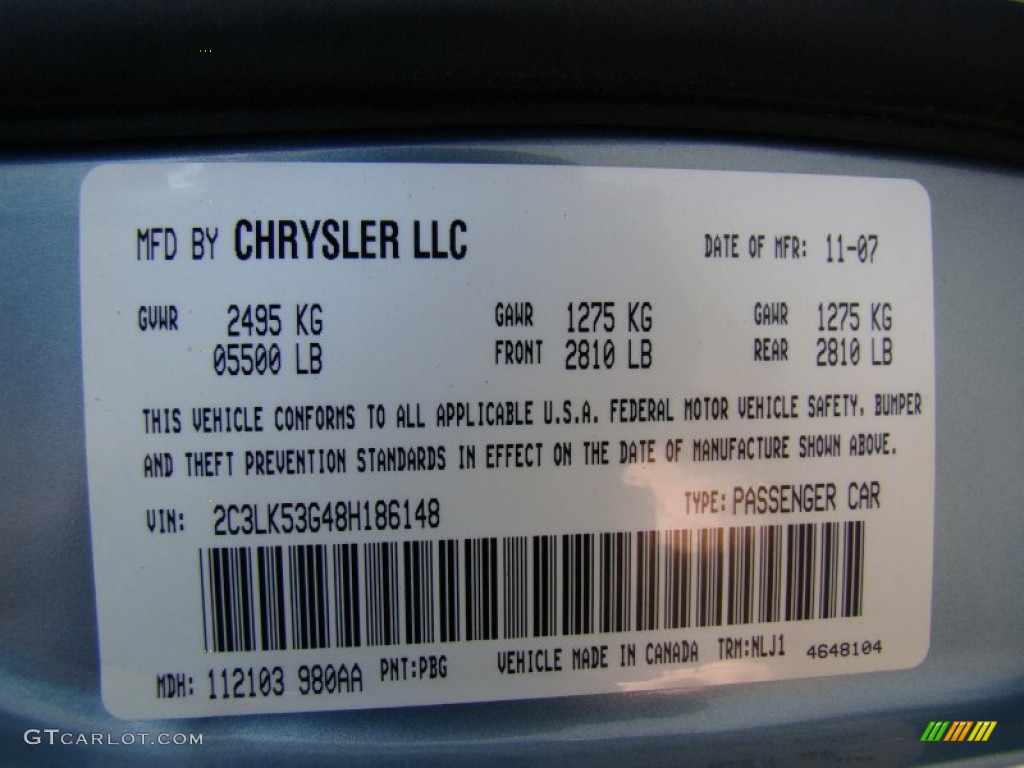 MFD BY CHRYSLER LLC DATE OF MFR: 11-07
GVWR 2495 KG GAWR 1275 KG GAWR 1275 KG
05500 LB FRONT 2810 LB REAR 2810 LB
THIS VEHICLE CONFORMS TO ALL APPLICABLE U.S.A. FEDERAL MOTOR VEHICLE SAFETY, BUMPER
AND THEFT PREVENTION STANDARDS IN EFFECT ON THE DATE OF MANUFACTURE SHOWN ABOVE.
VIN: 2C3LK53G48H186148 TYPE: PASSENGER CAR
MDH: 112103 980AA PNT:PBG VEHICLE MADE IN CANADA TRM:NLJ1 4648104
GTCARLOT.COM